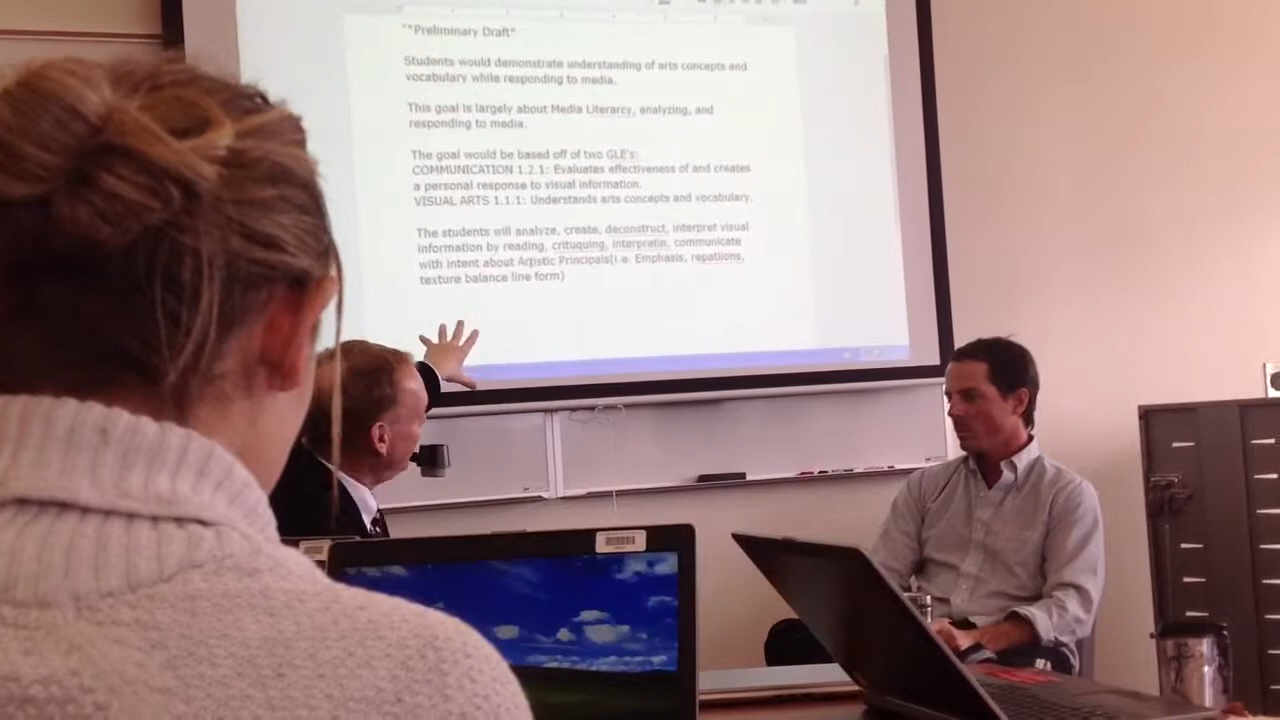 **Preliminary Draft*
Students would demonstrate understanding of arts concepts and
vocabulary while responding to media.
This goal is largely about Media Literarcy, analyzing, and
responding to media.
The goal would be based off of two GLE's:
COMMUNICATION 1.2.1: Evaluates effectiveness of and creates
a personal response to visual information.
VISUAL ARTS 1.1.1: Understands arts concepts and vocabulary.
The students will analyze, create, deconstruct, interpret visual
information by reading, crituquing, interpretin, communicate
with intent about Artistic Principals(i.e. Emphasis, repatiions,
texture balance line form)